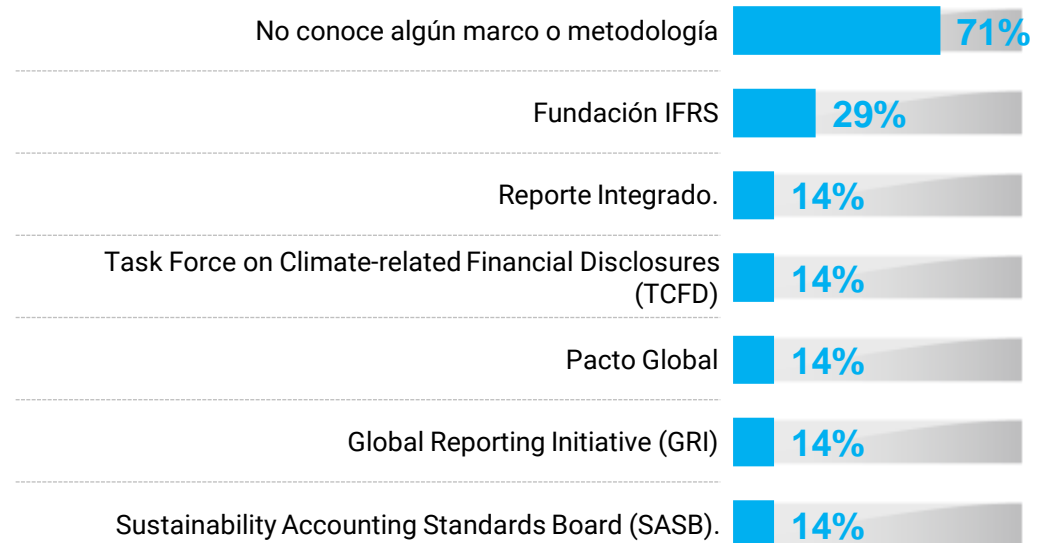 No conoce algún marco o metodología 71%
Fundación IFRS 29%
Reporte Integrado. 14%
Task Force on Climate-related Financial Disclosures
(TCFD) 14%
Pacto Global 14%
Global Reporting Initiative (GRI) 14%
Sustainability Accounting Standards Board (SASB). 14%